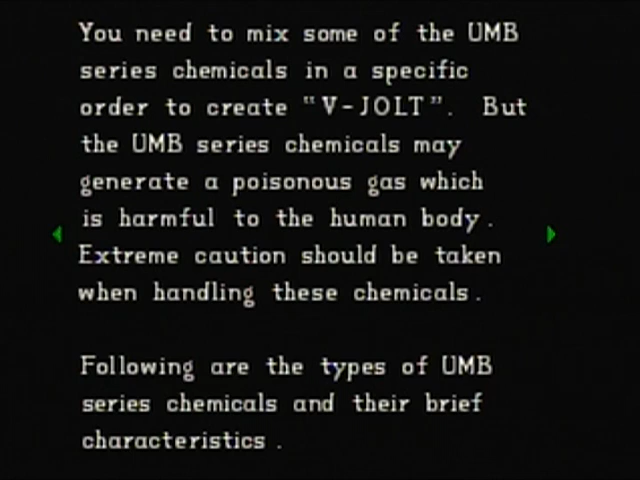 You need to mix some of the UMB
series chemicals in a specific
order to create "V-JOLT". But
the UMB series chemicals may
generate a poisonous gas which
is harmful to the human body.
Extreme caution should be taken
when handling these chemicals.
Following are the types of UMB
series chemicals and their brief
characteristics.